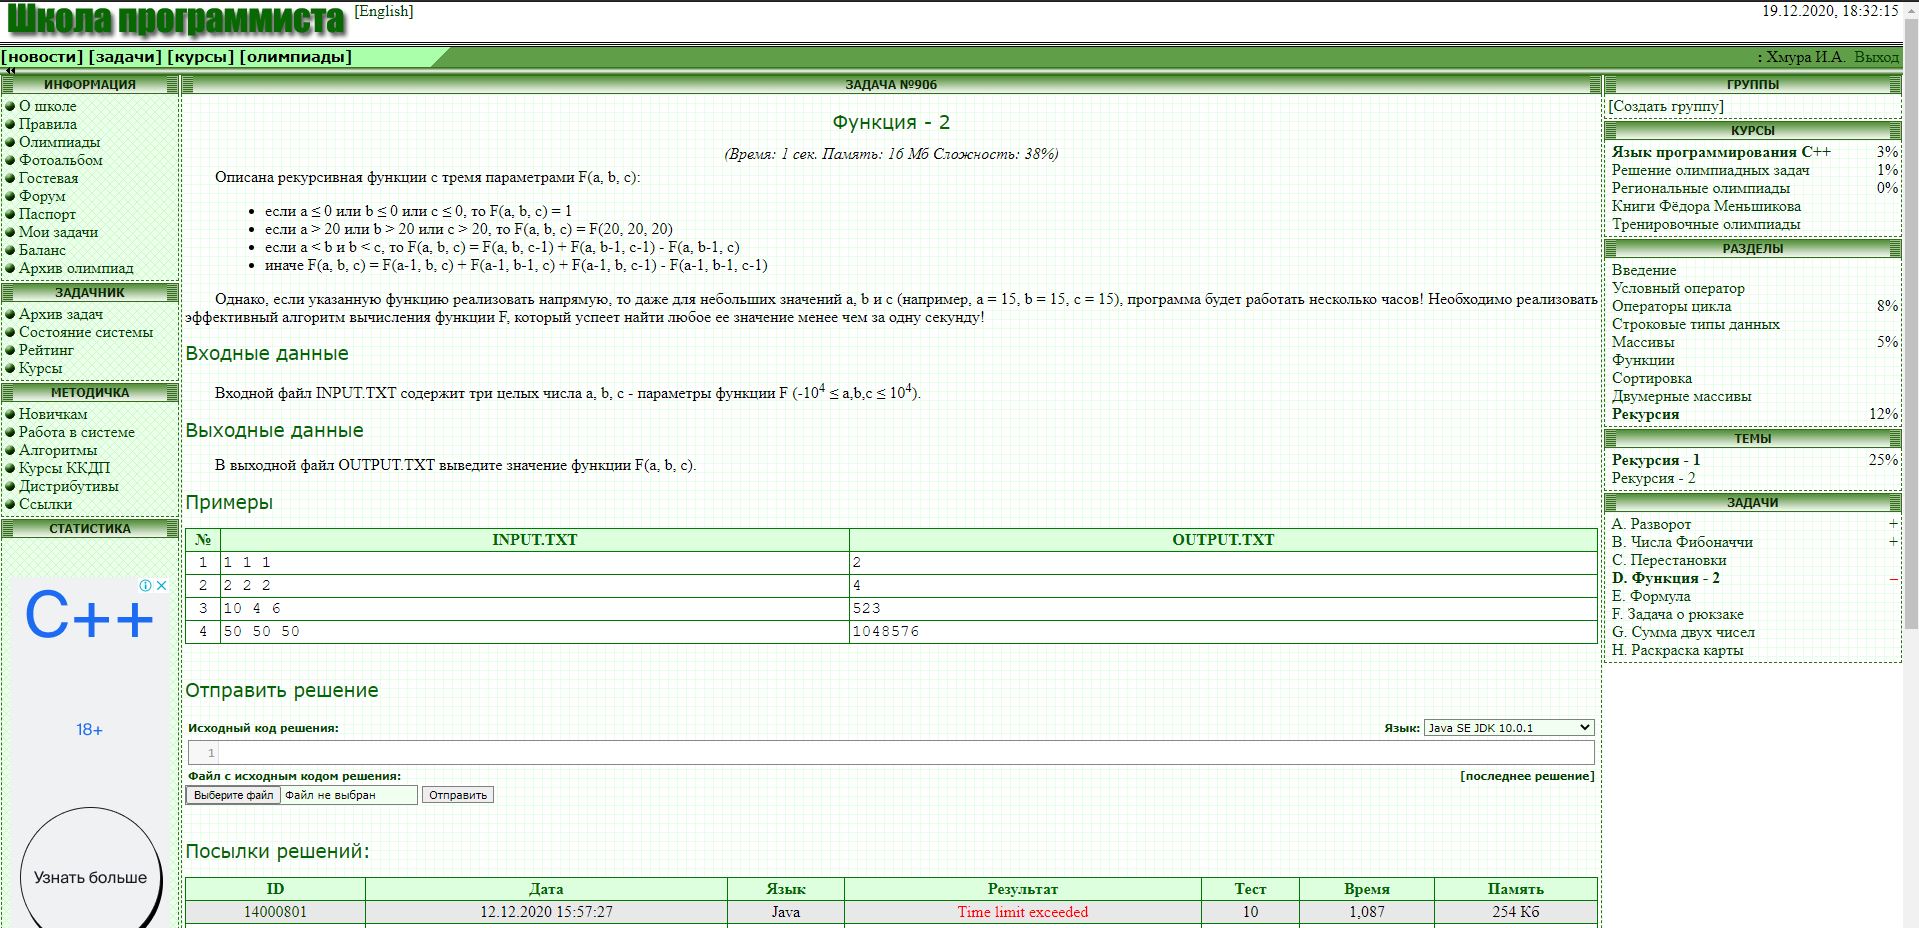 Школа программиста [English] 19.12.2020, 18:32:15
[новости] [задачи] [курсы] [олимпиады] : Хмура И.А. Выход
ИНФОРМАЦИЯ
О школе
Правила
Олимпиады
Фотоальбом
Гостевая
Форум
Паспорт
Мои задачи
Баланс
Архив олимпиад
ЗАДАЧНИК
Архив задач
Состояние системы
Рейтинг
Курсы
МЕТОДИЧКА
Новичкам
Работа в системе
Алгоритмы
Курсы ККДП
Дистрибутивы
Ссылки
СТАТИСТИКА
C++
18+
Узнать больше
ЗАДАЧА №906
Функция - 2
(Время: 1 сек. Память: 16 Мб Сложность: 38%)
Описана рекурсивная функции с тремя параметрами F(a, b, c):
• если a ≤ 0 или b ≤ 0 или c ≤ 0, то F(a, b, c) = 1
• если a > 20 или b > 20 или c > 20, то F(a, b, c) = F(20, 20, 20)
• если a < b и b < c, то F(a, b, c) = F(a, b, c-1) + F(a, b-1, c-1) - F(a, b-1, c)
• иначе F(a, b, c) = F(a-1, b, c) + F(a-1, b-1, c) + F(a-1, b, c-1) - F(a-1, b-1, c-1)
Однако, если указанную функцию реализовать напрямую, то даже для небольших значений a, b и c (например, a = 15, b = 15, c = 15), программа будет работать несколько часов! Необходимо реализовать
эффективный алгоритм вычисления функции F, который успеет найти любое ее значение менее чем за одну секунду!
Входные данные
Входной файл INPUT.TXT содержит три целых числа a, b, c - параметры функции F (-10⁴ ≤ a,b,c ≤ 10⁴).
Выходные данные
В выходной файл OUTPUT.TXT выведите значение функции F(a, b, c).
Примеры
№ INPUT.TXT OUTPUT.TXT
1 1 1 1 2
2 2 2 2 4
3 10 4 6 523
4 50 50 50 1048576
Отправить решение
Исходный код решения: Язык: Java SE JDK 10.0.1
1
Файл с исходным кодом решения: [последнее решение]
Выберите файл Файл не выбран Отправить
Посылки решений:
ID Дата Язык Результат Тест Время Память
14000801 12.12.2020 15:57:27 Java Time limit exceeded 10 1,087 254 Кб
ГРУППЫ
[Создать группу]
КУРСЫ
Язык программирования C++ 3%
Решение олимпиадных задач 1%
Региональные олимпиады 0%
Книги Фёдора Меньшикова
Тренировочные олимпиады
РАЗДЕЛЫ
Введение
Условный оператор
Операторы цикла 8%
Строковые типы данных
Массивы 5%
Функции
Сортировка
Двумерные массивы
Рекурсия 12%
ТЕМЫ
Рекурсия - 1 25%
Рекурсия - 2
ЗАДАЧИ
A. Разворот +
B. Числа Фибоначчи +
C. Перестановки
D. Функция - 2 –
E. Формула
F. Задача о рюкзаке
G. Сумма двух чисел
H. Раскраска карты